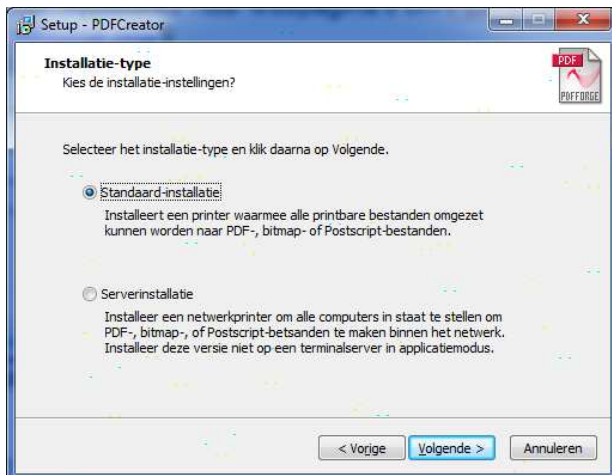 Setup - PDFCreator
Installatie-type
Kies de installatie-instellingen?
PDF
PDFFORGE
Selecteer het installatie-type en klik daarna op Volgende.
Standaard-installatie
Installeert een printer waarmee alle printbare bestanden omgezet
kunnen worden naar PDF-, bitmap- of Postscript-bestanden.
Serverinstallatie
Installeer een netwerkprinter om alle computers in staat te stellen om
PDF-, bitmap-, of Postscript-betsanden te maken binnen het netwerk.
Installeer deze versie niet op een terminalserver in applicatiemodus.
< Vorige
Volgende >
Annuleren